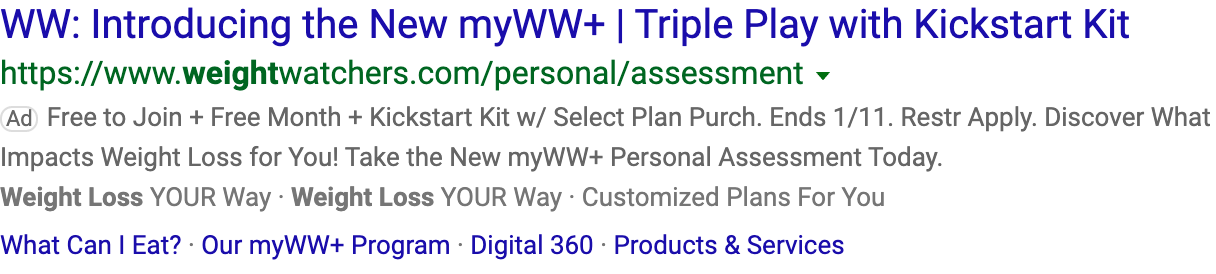 WW: Introducing the New myWW+ | Triple Play with Kickstart Kit
https://www.weightwatchers.com/personal/assessment
Ad Free to Join + Free Month + Kickstart Kit w/ Select Plan Purch. Ends 1/11. Restr Apply. Discover What
Impacts Weight Loss for You! Take the New myWW+ Personal Assessment Today.
Weight Loss YOUR Way · Weight Loss YOUR Way · Customized Plans For You
What Can I Eat? · Our myWW+ Program · Digital 360 · Products & Services